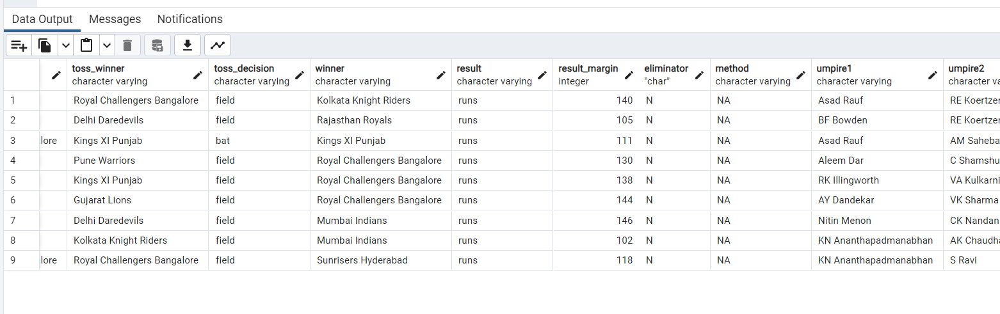 Data Output Messages Notifications
toss_winner toss_decision winner result result_margin eliminator method umpire1 umpire2
character varying character varying character varying character varying integer "char" character varying character varying character va
1 Royal Challengers Bangalore field Kolkata Knight Riders runs 140 N NA Asad Rauf RE Koertzen
2 Delhi Daredevils field Rajasthan Royals runs 105 N NA BF Bowden RE Koertzen
3 lore Kings XI Punjab bat Kings XI Punjab runs 111 N NA Asad Rauf AM Saheba
4 Pune Warriors field Royal Challengers Bangalore runs 130 N NA Aleem Dar C Shamshu
5 Kings XI Punjab field Royal Challengers Bangalore runs 138 N NA RK Illingworth VA Kulkarni
6 Gujarat Lions field Royal Challengers Bangalore runs 144 N NA AY Dandekar VK Sharma
7 Delhi Daredevils field Mumbai Indians runs 146 N NA Nitin Menon CK Nandan
8 Kolkata Knight Riders field Mumbai Indians runs 102 N NA KN Ananthapadmanabhan AK Chaudh
9 lore Royal Challengers Bangalore field Sunrisers Hyderabad runs 118 N NA KN Ananthapadmanabhan S Ravi